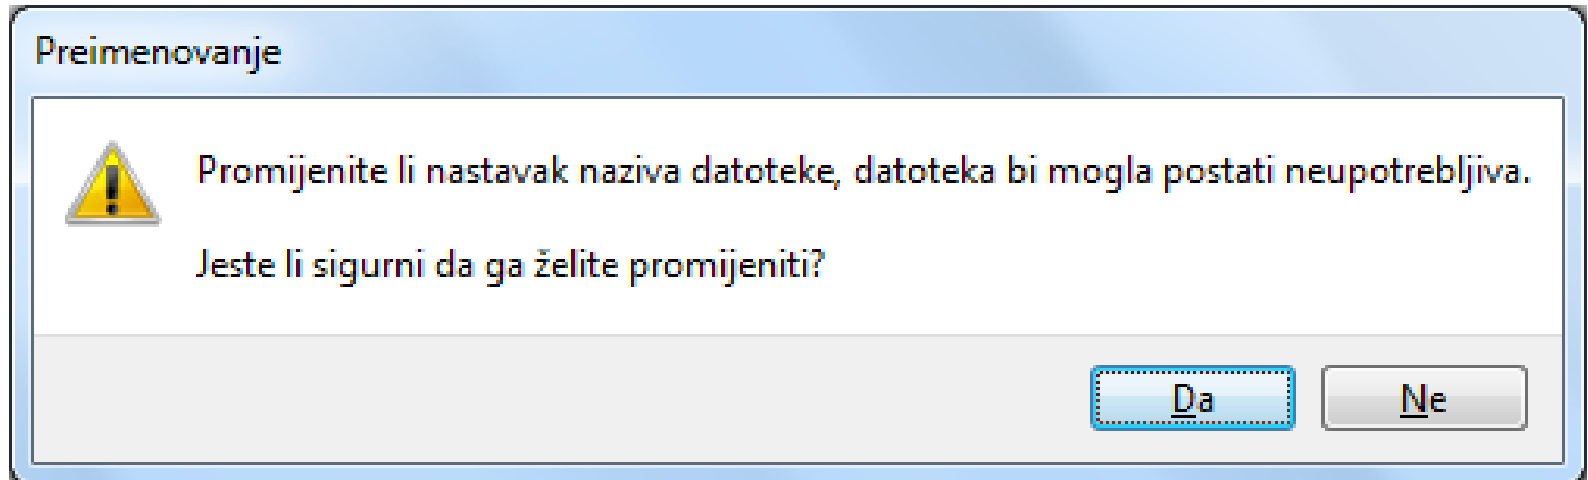 Preimenovanje
Promijenite li nastavak naziva datoteke, datoteka bi mogla postati neupotrebljiva.
Jeste li sigurni da ga želite promijeniti?
Da Ne